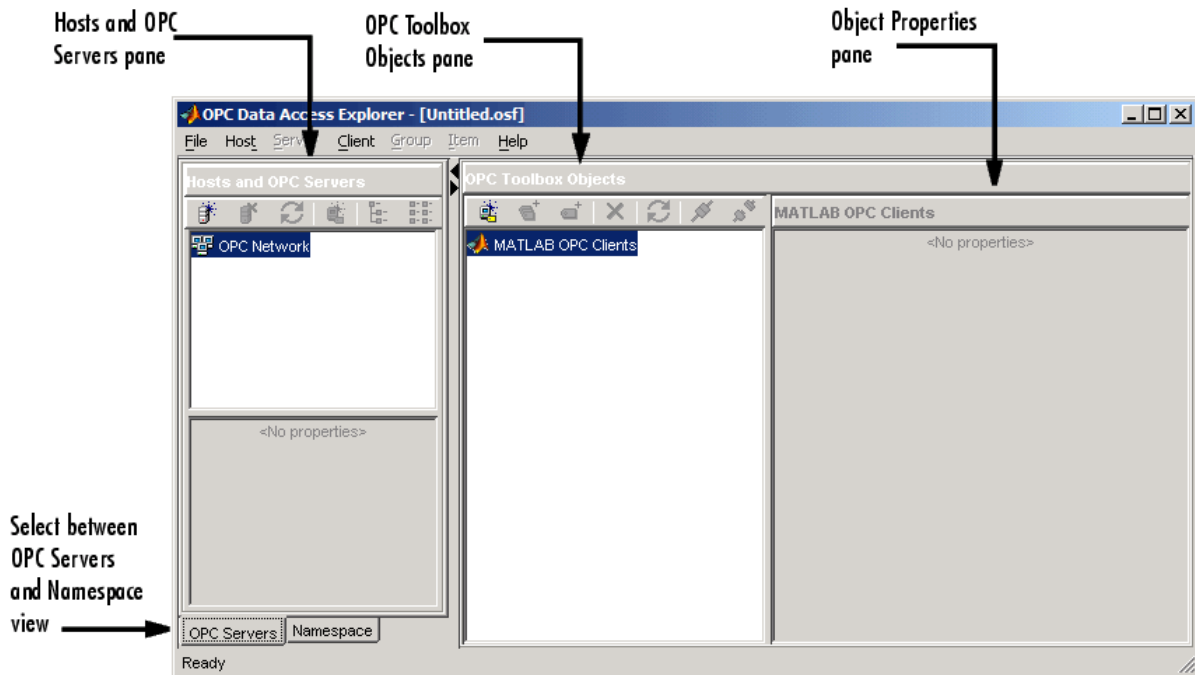 Hosts and OPC
Servers pane
OPC Toolbox
Objects pane
Object Properties
pane
OPC Data Access Explorer - [Untitled.osf]
File Host Client Group Item Help
Hosts and OPC Servers
OPC Toolbox Objects
MATLAB OPC Clients
OPC Network
MATLAB OPC Clients
<No properties>
<No properties>
Select between
OPC Servers
and Namespace
view
OPC Servers Namespace
Ready